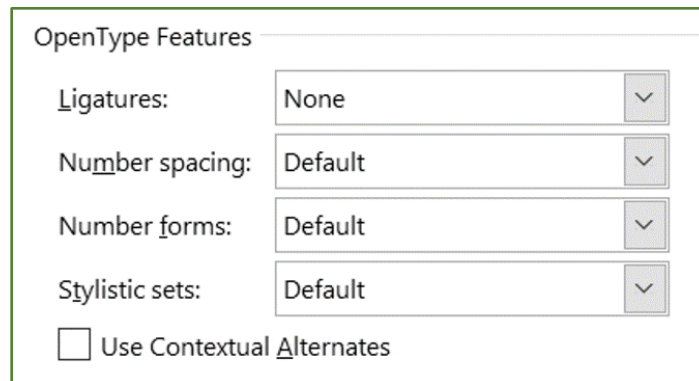 OpenType Features
Ligatures: None
Number spacing: Default
Number forms: Default
Stylistic sets: Default
Use Contextual Alternates